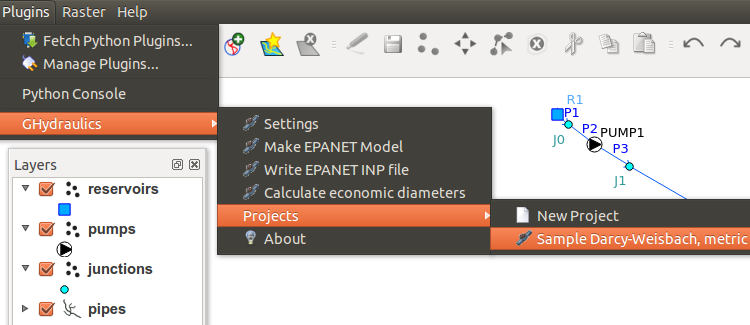 Plugins Raster Help
Fetch Python Plugins...
Manage Plugins...
Python Console
GHydraulics
Settings
Make EPANET Model
Write EPANET INP file
Calculate economic diameters
Projects
About
New Project
Sample Darcy-Weisbach, metric
Layers
reservoirs
pumps
junctions
pipes
R1
P1
J0
P2
PUMP1
P3
J1